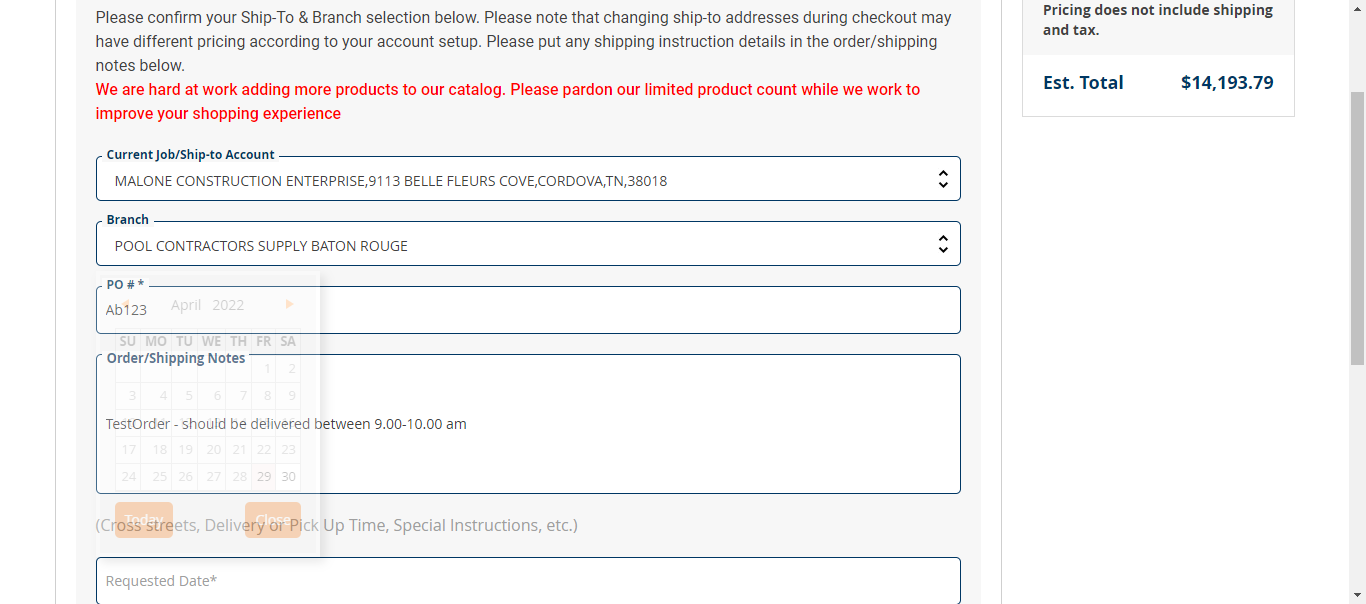 Please confirm your Ship-To & Branch selection below. Please note that changing ship-to addresses during checkout may
have different pricing according to your account setup. Please put any shipping instruction details in the order/shipping
notes below.
We are hard at work adding more products to our catalog. Please pardon our limited product count while we work to
improve your shopping experience
Current Job/Ship-to Account
MALONE CONSTRUCTION ENTERPRISE,9113 BELLE FLEURS COVE,CORDOVA,TN,38018
Branch
POOL CONTRACTORS SUPPLY BATON ROUGE
PO # *
Ab123
April 2022
SU MO TU WE TH FR SA
Order/Shipping Notes
1 2
3 4 5 6 7 8 9
TestOrder - should be delivered between 9.00-10.00 am
17 18 19 20 21 22 23
24 25 26 27 28 29 30
Today Close
(Cross streets, Delivery or Pick Up Time, Special Instructions, etc.)
Requested Date*
Pricing does not include shipping
and tax.
Est. Total $14,193.79